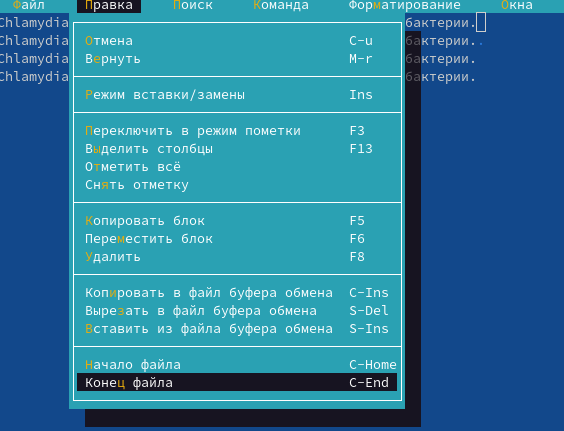 Файл Правка Поиск Команда Форматирование Окна
Chlamydia бактерии.
Chlamydia бактерии..
Chlamydia бактерии.
Chlamydia бактерии.
Отмена C-u
Вернуть M-r
Режим вставки/замены Ins
Переключить в режим пометки F3
Выделить столбцы F13
Отметить всё
Снять отметку
Копировать блок F5
Переместить блок F6
Удалить F8
Копировать в файл буфера обмена C-Ins
Вырезать в файл буфера обмена S-Del
Вставить из файла буфера обмена S-Ins
Начало файла C-Home
Конец файла C-End